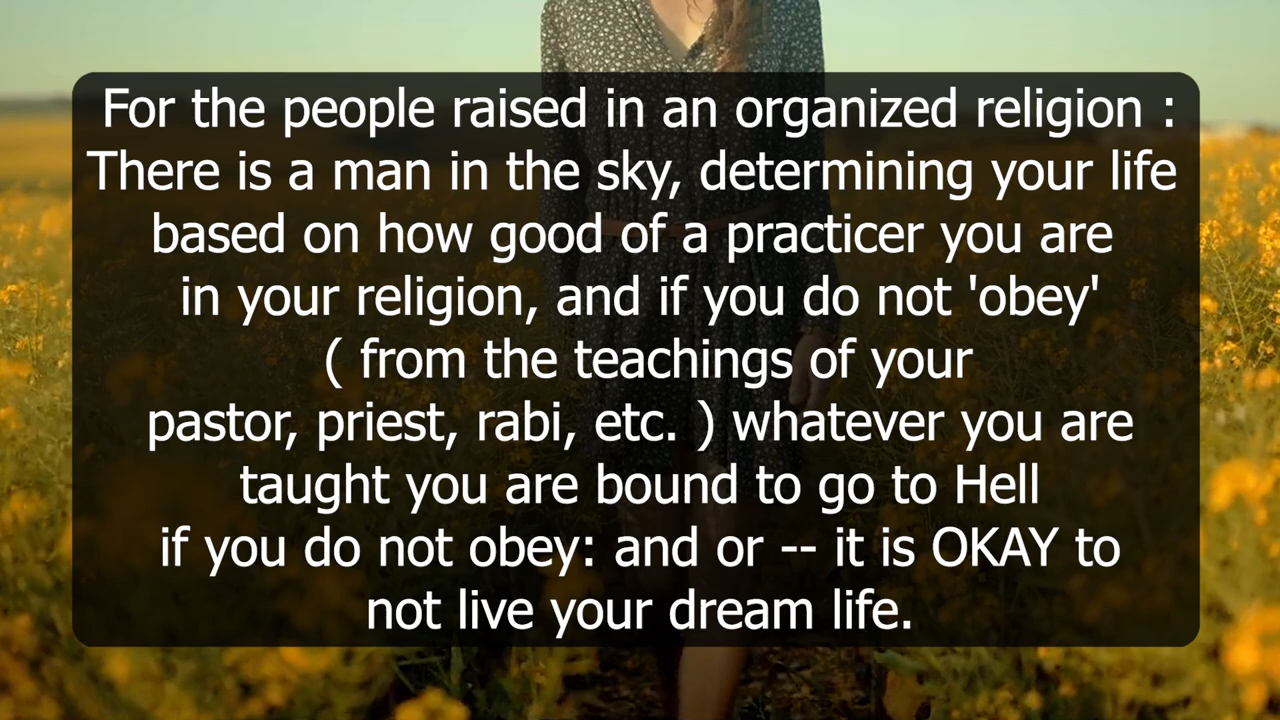 For the people raised in an organized religion :
There is a man in the sky, determining your life
based on how good of a practicer you are
in your religion, and if you do not 'obey'
( from the teachings of your
pastor, priest, rabi, etc. ) whatever you are
taught you are bound to go to Hell
if you do not obey: and or -- it is OKAY to
not live your dream life.